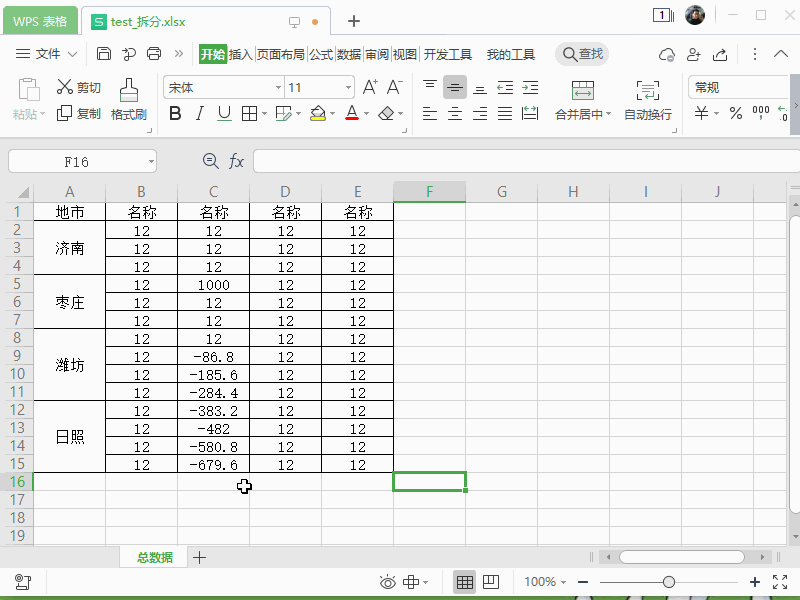 WPS 表格 S test_拆分.xlsx + 1
文件 开始 插入 页面布局 公式 数据 审阅 视图 开发工具 我的工具 查找
粘贴 剪切 复制 格式刷 宋体 11 A+ A- B I U A 合并居中 自动换行 常规 ¥ % 000
F16 fx
A B C D E F G H I J
1 地市 名称 名称 名称 名称
2 12 12 12 12
3 济南 12 12 12 12
4 12 12 12 12
5 12 1000 12 12
6 枣庄 12 12 12 12
7 12 12 12 12
8 12 12 12 12
9 潍坊 12 -86.8 12 12
10 12 -185.6 12 12
11 12 -284.4 12 12
12 12 -383.2 12 12
13 日照 12 -482 12 12
14 12 -580.8 12 12
15 12 -679.6 12 12
16
17
18
19
总数据 +
100% - +